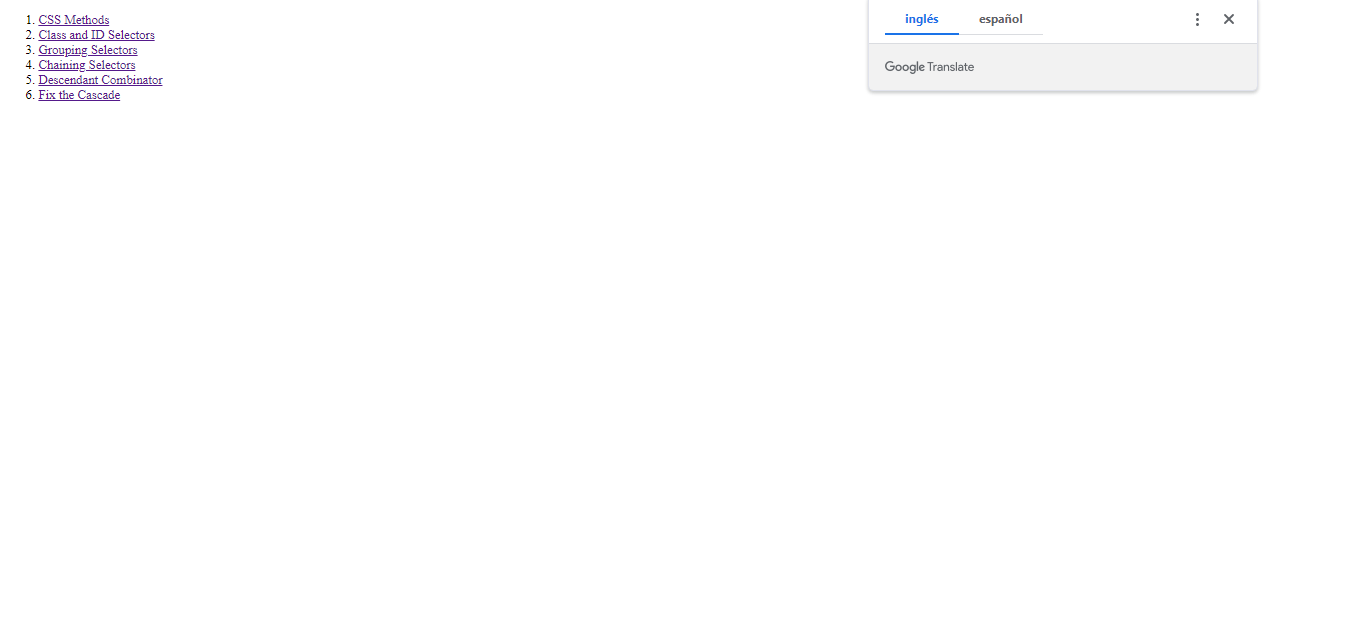 1. CSS Methods
2. Class and ID Selectors
3. Grouping Selectors
4. Chaining Selectors
5. Descendant Combinator
6. Fix the Cascade
inglés español
Google Translate